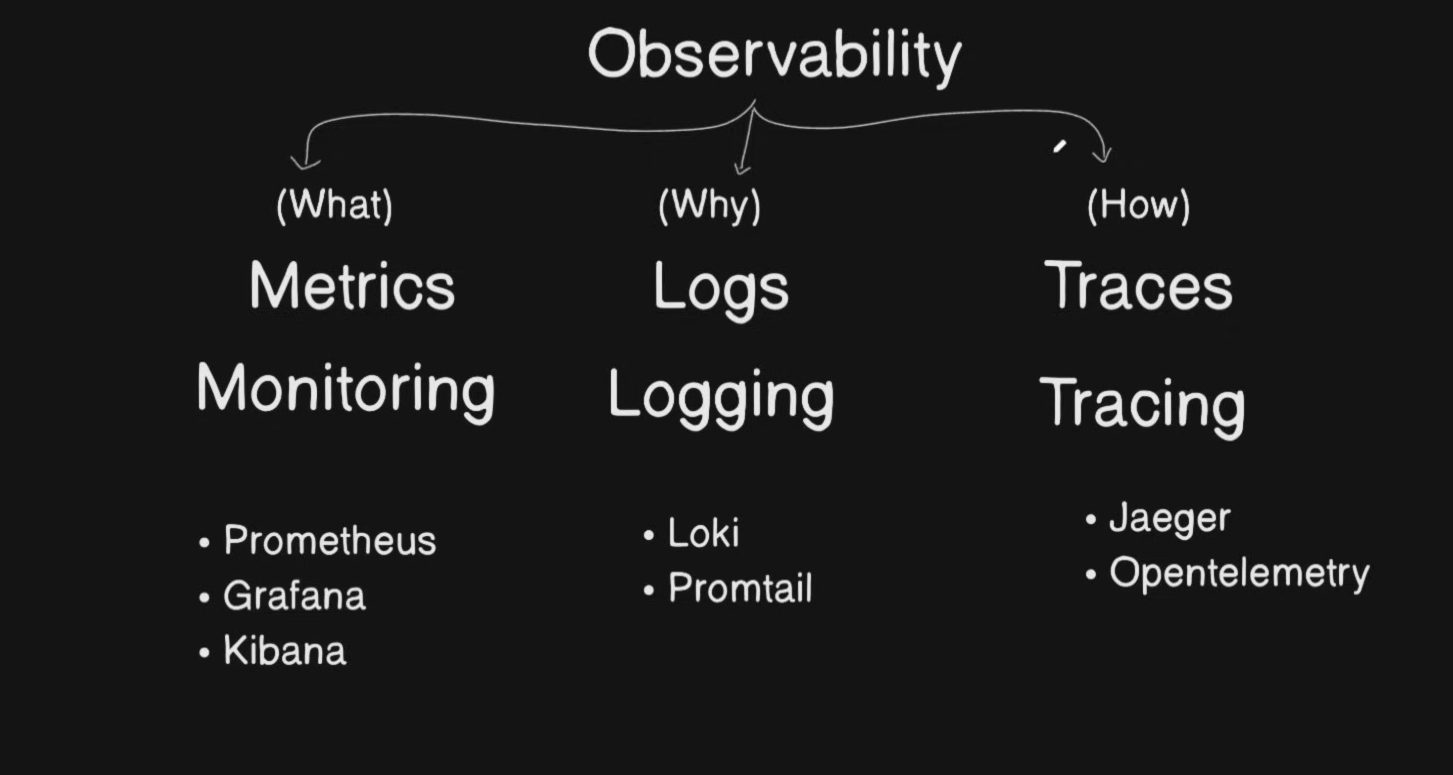 Observability
(What)
Metrics
Monitoring
• Prometheus
• Grafana
• Kibana
(Why)
Logs
Logging
• Loki
• Promtail
(How)
Traces
Tracing
• Jaeger
• Opentelemetry